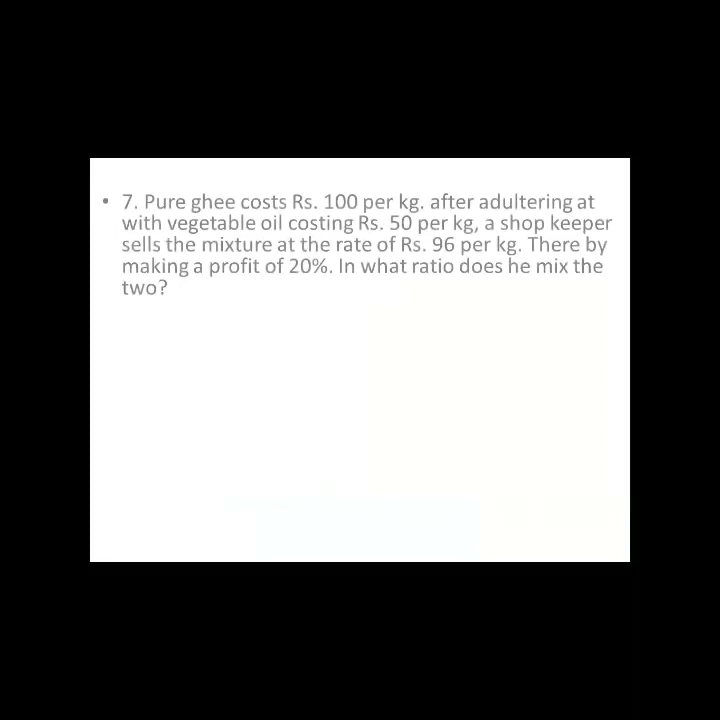 • 7. Pure ghee costs Rs. 100 per kg. after adultering at
with vegetable oil costing Rs. 50 per kg, a shop keeper
sells the mixture at the rate of Rs. 96 per kg. There by
making a profit of 20%. In what ratio does he mix the
two?